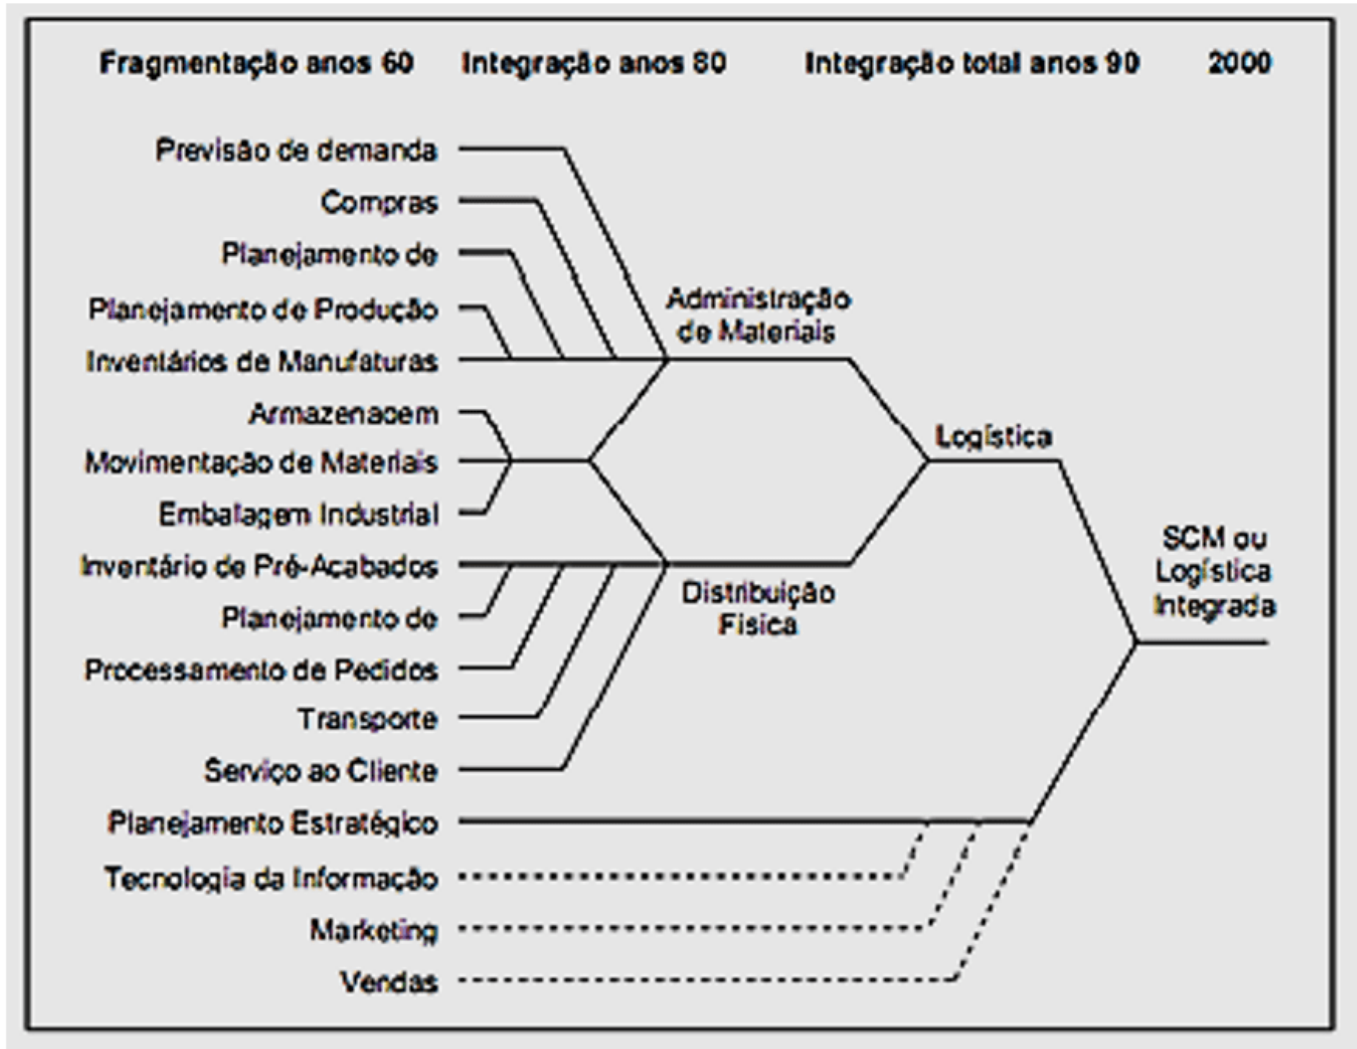 Fragmentação anos 60 Integração anos 80 Integração total anos 90 2000
Previsão de demanda
Compras
Planejamento de
Planejamento de Produção
Inventários de Manufaturas
Armazenagem
Movimentação de Materiais
Embalagem Industrial
Inventário de Pré-Acabados
Planejamento de
Processamento de Pedidos
Transporte
Serviço ao Cliente
Planejamento Estratégico
Tecnologia da Informação
Marketing
Vendas
Administração
de Materiais
Distribuição
Física
Logística
SCM ou
Logística
Integrada